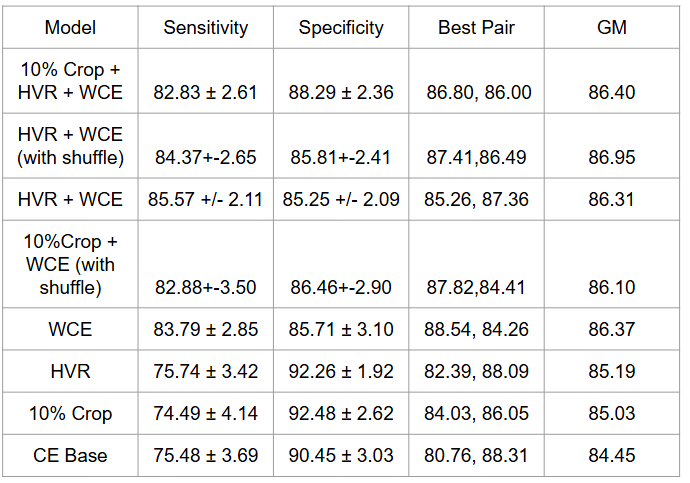 Model Sensitivity Specificity Best Pair GM
10% Crop +
HVR + WCE 82.83 ± 2.61 88.29 ± 2.36 86.80, 86.00 86.40
HVR + WCE
(with shuffle) 84.37+-2.65 85.81+-2.41 87.41,86.49 86.95
HVR + WCE 85.57 +/- 2.11 85.25 +/- 2.09 85.26, 87.36 86.31
10%Crop +
WCE (with
shuffle) 82.88+-3.50 86.46+-2.90 87.82,84.41 86.10
WCE 83.79 ± 2.85 85.71 ± 3.10 88.54, 84.26 86.37
HVR 75.74 ± 3.42 92.26 ± 1.92 82.39, 88.09 85.19
10% Crop 74.49 ± 4.14 92.48 ± 2.62 84.03, 86.05 85.03
CE Base 75.48 ± 3.69 90.45 ± 3.03 80.76, 88.31 84.45